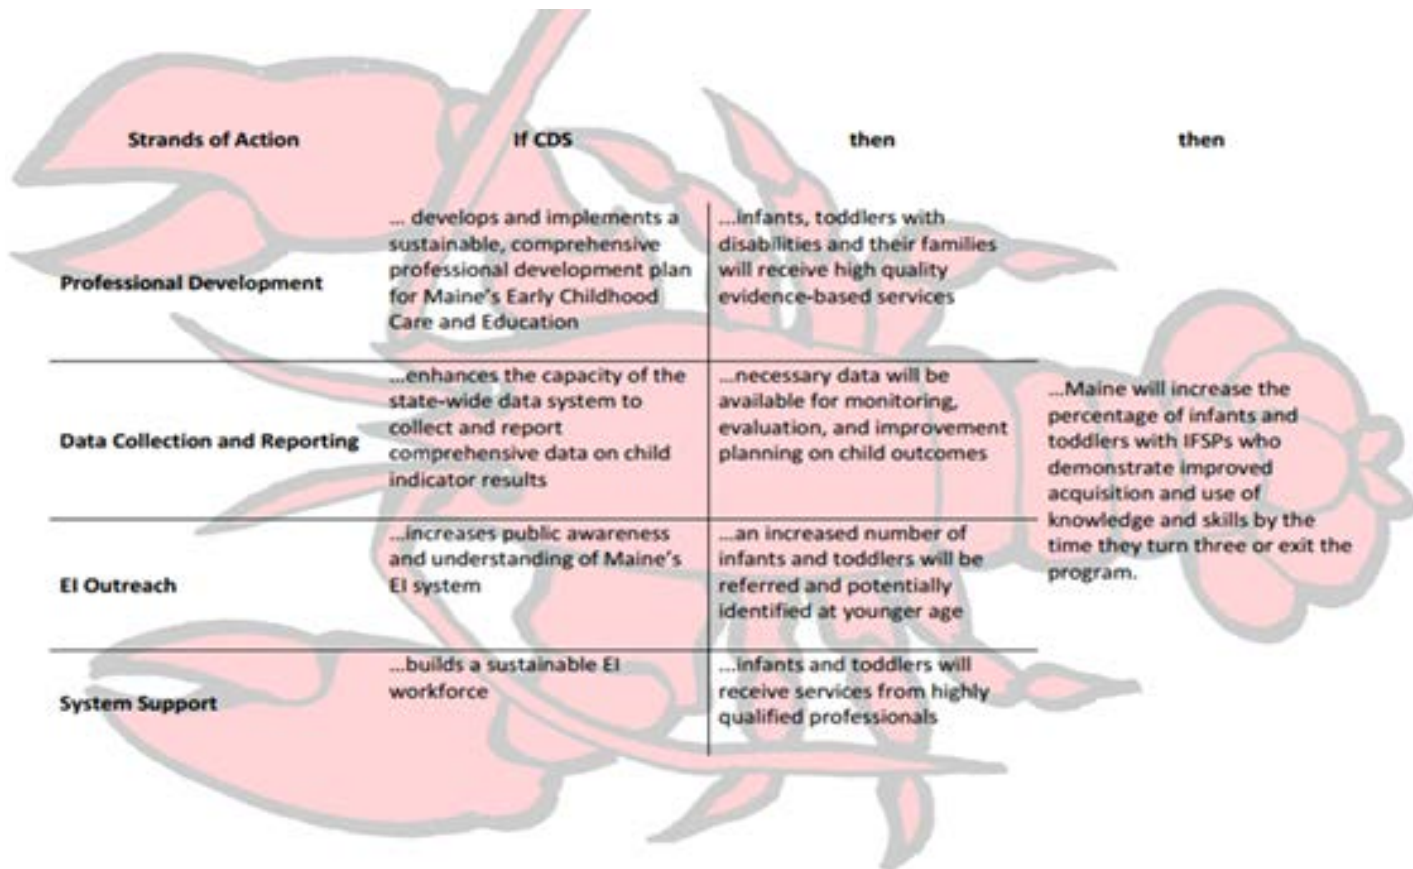 Strands of Action
If CDS
then
then
Professional Development
... develops and implements a
sustainable, comprehensive
professional development plan
for Maine's Early Childhood
Care and Education
...infants, toddlers with
disabilities and their families
will receive high quality
evidence-based services
Data Collection and Reporting
...enhances the capacity of the
state-wide data system to
collect and report
comprehensive data on child
indicator results
...necessary data will be
available for monitoring,
evaluation, and improvement
planning on child outcomes
EI Outreach
...increases public awareness
and understanding of Maine's
EI system
...an increased number of
infants and toddlers will be
referred and potentially
identified at younger age
System Support
...builds a sustainable EI
workforce
...infants and toddlers will
receive services from highly
qualified professionals
...Maine will increase the
percentage of infants and
toddlers with IFSPs who
demonstrate improved
acquisition and use of
knowledge and skills by the
time they turn three or exit the
program.